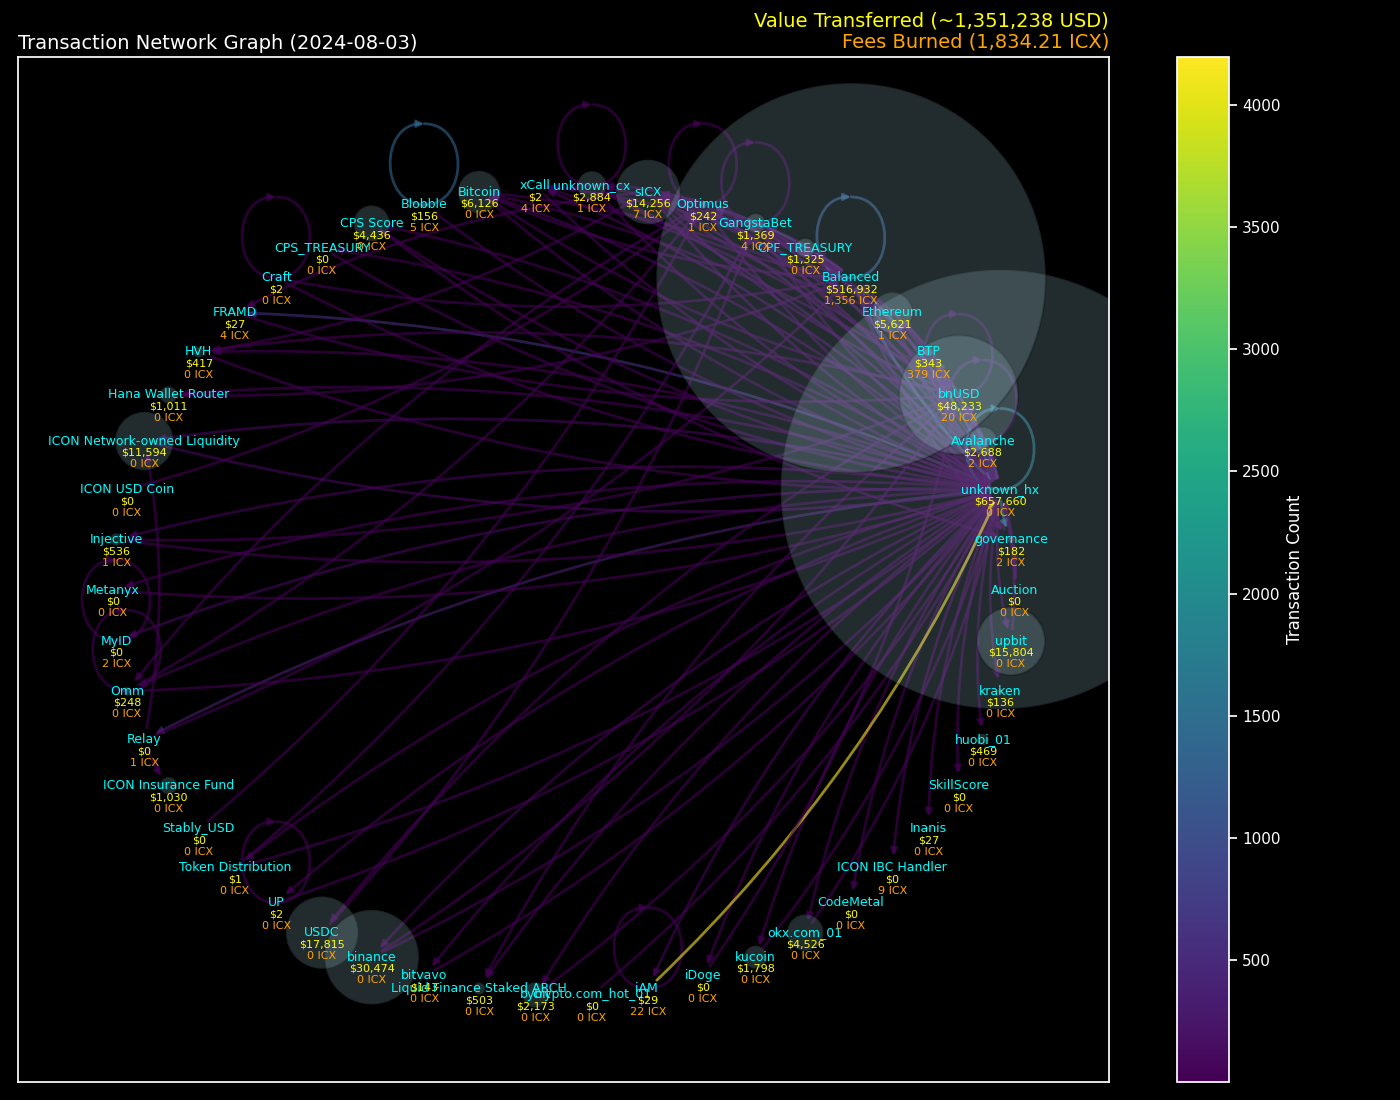 Value Transferred (~1,351,238 USD)
Transaction Network Graph (2024-08-03)
Fees Burned (1,834.21 ICX)
xCall
$2
4 ICX
unknown_cx
$2,884
1 ICX
sICX
$14,256
7 ICX
Bitcoin
$6,126
0 ICX
Optimus
$242
1 ICX
Blobble
$156
5 ICX
GangstaBet
$1,369
4 ICX
CPS Score
$4,436
CPF_TREASURY
$1,325
0 ICX
CPS_TREASURY
$0
0 ICX
Balanced
$516,932
1,356 ICX
Craft
$2
0 ICX
Ethereum
$5,621
1 ICX
FRAMD
$27
4 ICX
BTP
$343
379 ICX
HVH
$417
0 ICX
bnUSD
$48,233
20 ICX
Hana Wallet Router
$1,011
0 ICX
Avalanche
$2,688
2 ICX
ICON Network-owned Liquidity
$11,594
0 ICX
unknown_hx
$657,660
0 ICX
ICON USD Coin
$0
0 ICX
governance
$182
2 ICX
Injective
$536
1 ICX
Auction
$0
0 ICX
Metanyx
$0
0 ICX
upbit
$15,804
0 ICX
MyID
$0
2 ICX
kraken
$136
0 ICX
Omm
$248
0 ICX
huobi_01
$469
0 ICX
Relay
$0
1 ICX
SkillScore
$0
0 ICX
ICON Insurance Fund
$1,030
0 ICX
Inanis
$27
0 ICX
Stably_USD
$0
0 ICX
ICON IBC Handler
$0
9 ICX
Token Distribution
$1
0 ICX
CodeMetal
$0
0 ICX
UP
$2
0 ICX
okx.com_01
$4,526
0 ICX
USDC
$17,815
0 ICX
kucoin
$1,798
0 ICX
binance
$30,474
0 ICX
iDoge
$0
0 ICX
bitvavo
0 ICX
iAM
$29
22 ICX
Liquid Finance Staked ARCH
$503
0 ICX
$2,173
0 ICX
$0
0 ICX
4000
3500
3000
2500
2000
1500
1000
500
Transaction Count